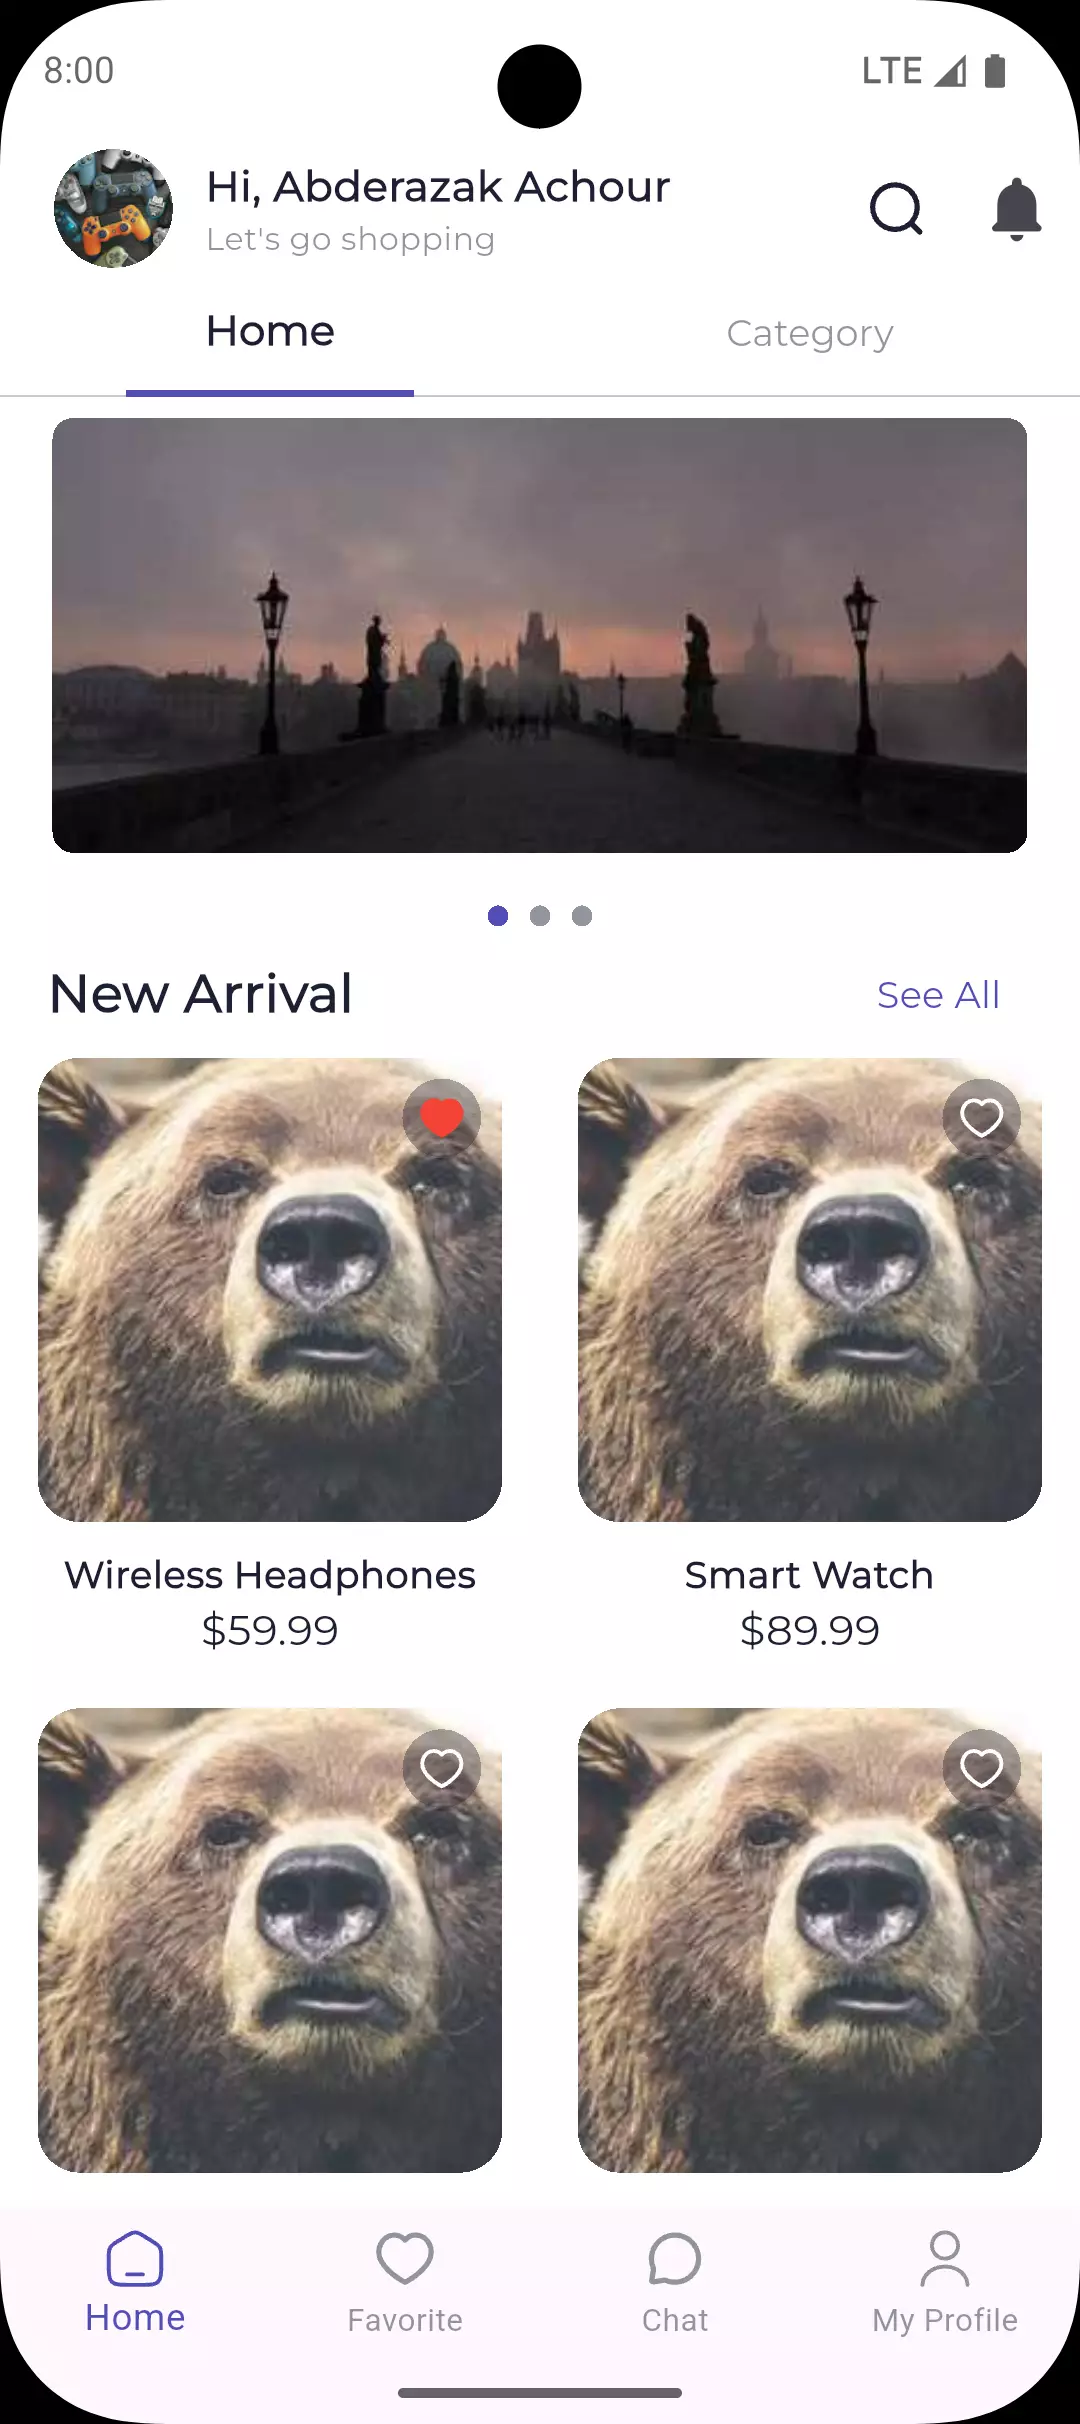 8:00
LTE
Hi, Abderazak Achour
Let's go shopping
Home
Category
New Arrival
See All
Wireless Headphones
Smart Watch
$59.99
$89.99
Home
Favorite
Chat
My Profile